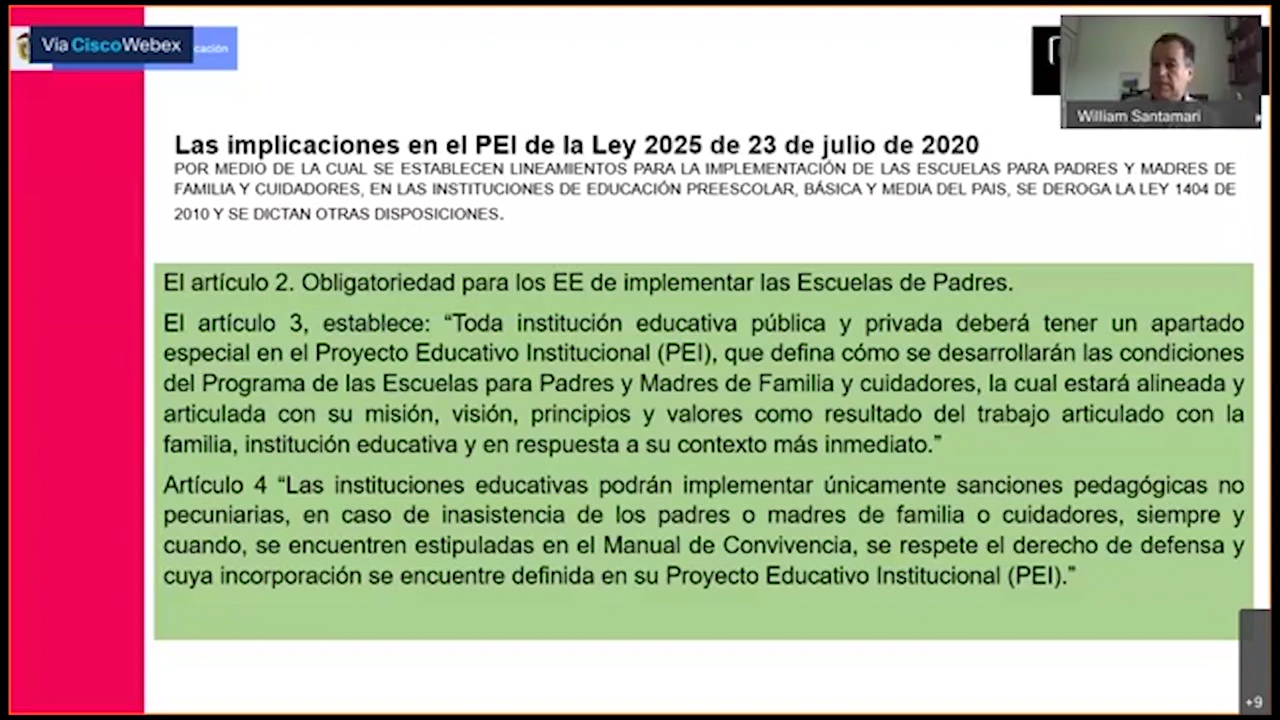 Vía CiscoWebex
cación
William Santamari
Las implicaciones en el PEI de la Ley 2025 de 23 de julio de 2020
POR MEDIO DE LA CUAL SE ESTABLECEN LINEAMIENTOS PARA LA IMPLEMENTACIÓN DE LAS ESCUELAS PARA PADRES Y MADRES DE
FAMILIA Y CUIDADORES, EN LAS INSTITUCIONES DE EDUCACIÓN PREESCOLAR, BÁSICA Y MEDIA DEL PAIS, SE DEROGA LA LEY 1404 DE
2010 Y SE DICTAN OTRAS DISPOSICIONES.
El artículo 2. Obligatoriedad para los EE de implementar las Escuelas de Padres.
El artículo 3, establece: “Toda institución educativa pública y privada deberá tener un apartado
especial en el Proyecto Educativo Institucional (PEI), que defina cómo se desarrollarán las condiciones
del Programa de las Escuelas para Padres y Madres de Familia y cuidadores, la cual estará alineada y
articulada con su misión, visión, principios y valores como resultado del trabajo articulado con la
familia, institución educativa y en respuesta a su contexto más inmediato.”
Artículo 4 “Las instituciones educativas podrán implementar únicamente sanciones pedagógicas no
pecuniarias, en caso de inasistencia de los padres o madres de familia o cuidadores, siempre y
cuando, se encuentren estipuladas en el Manual de Convivencia, se respete el derecho de defensa y
cuya incorporación se encuentre definida en su Proyecto Educativo Institucional (PEI).”
+9